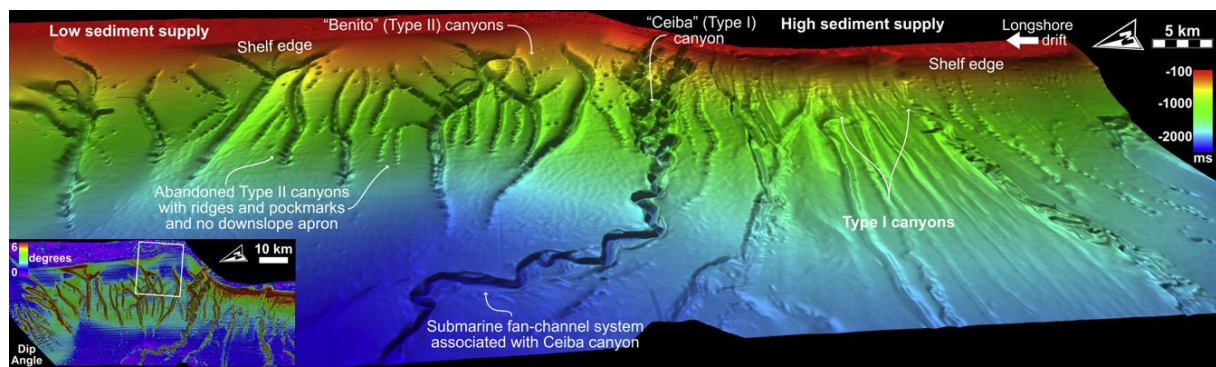 Low sediment supply
"Benito" (Type II) canyons
"Ceiba" (Type I)
canyon
High sediment supply
Longshore
drift
5 km
Shelf edge
Shelf edge
-100
-1000
-2000
ms
Abandoned Type II canyons
with ridges and pockmarks
and no downslope apron
Type I canyons
Submarine fan-channel system
associated with Ceiba canyon
6
degrees
0
10 km
Dip
Angle